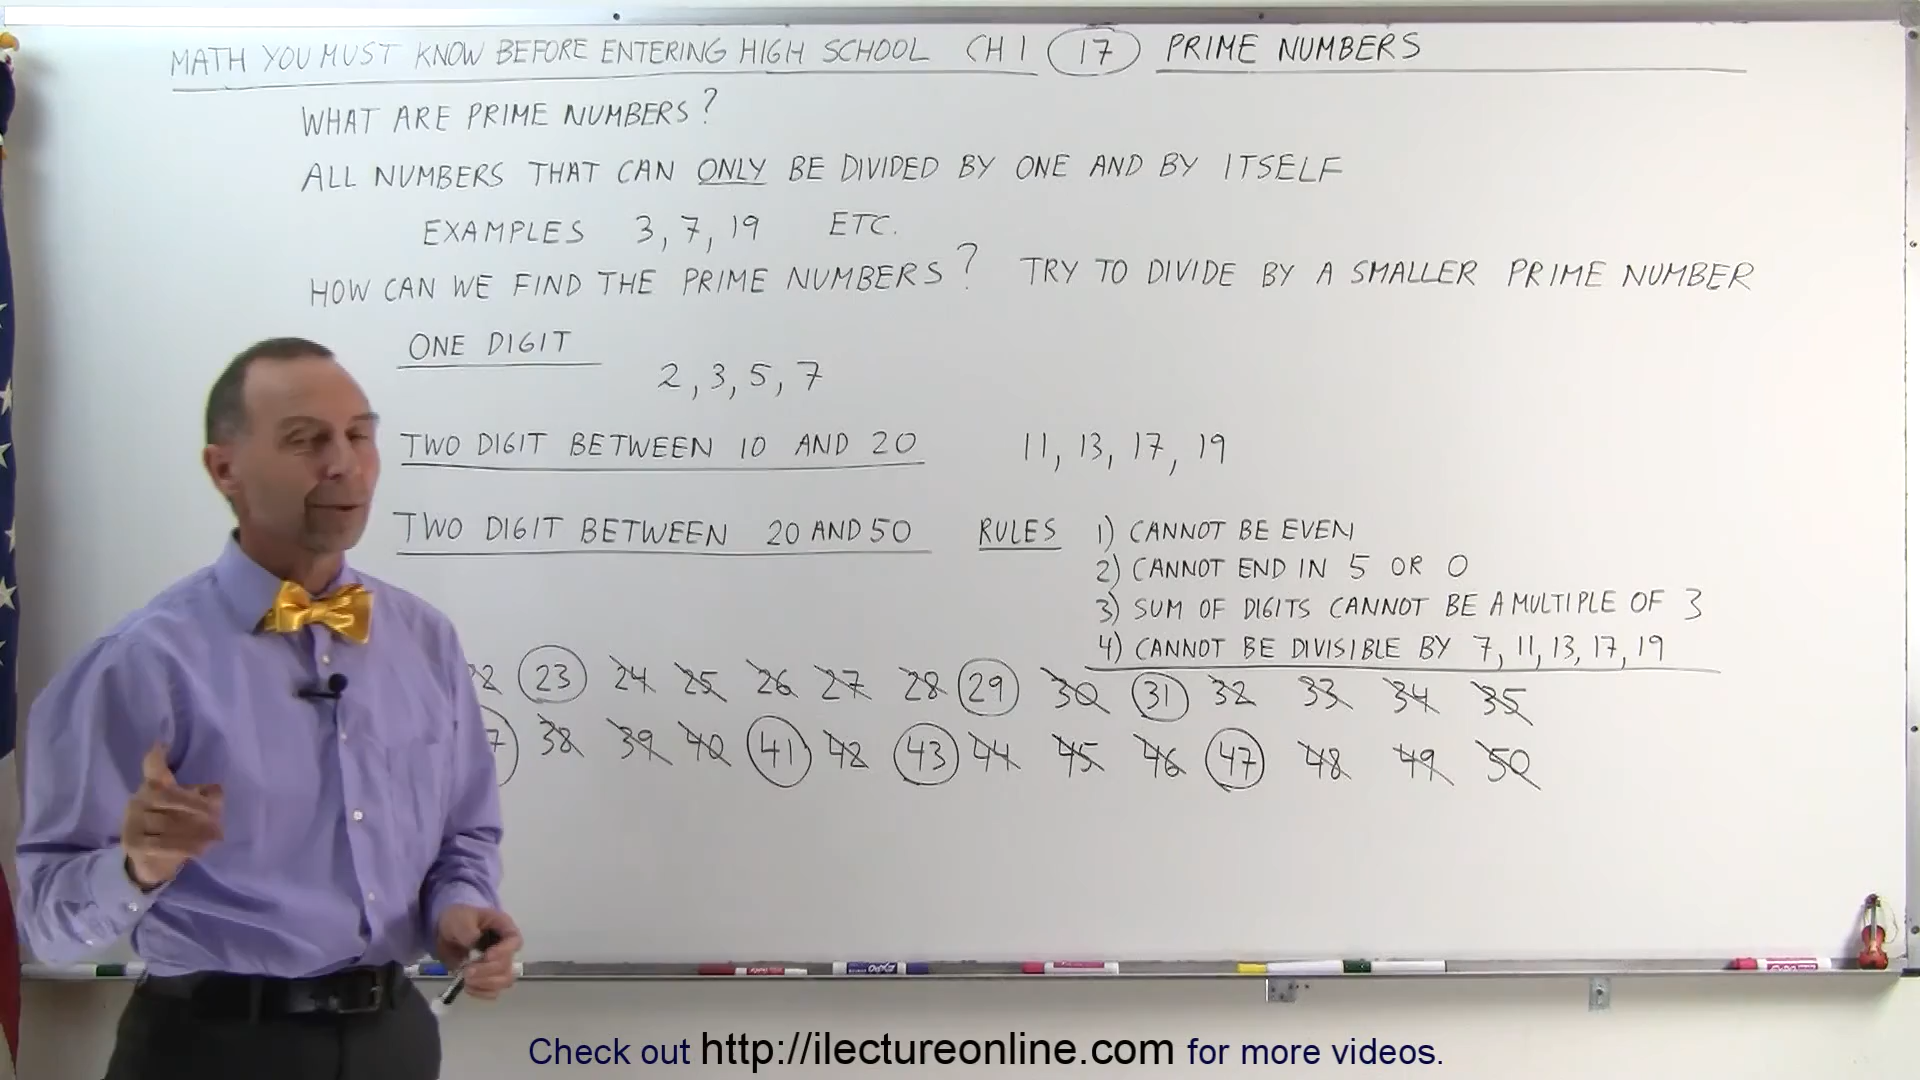 MATH YOU MUST KNOW BEFORE ENTERING HIGH SCHOOL CH 1 17 PRIME NUMBERS
WHAT ARE PRIME NUMBERS?
ALL NUMBERS THAT CAN ONLY BE DIVIDED BY ONE AND BY ITSELF
EXAMPLES 3, 7, 19 ETC.
HOW CAN WE FIND THE PRIME NUMBERS? TRY TO DIVIDE BY A SMALLER PRIME NUMBER
ONE DIGIT
2, 3, 5, 7
TWO DIGIT BETWEEN 10 AND 20 11, 13, 17, 19
TWO DIGIT BETWEEN 20 AND 50 RULES 1) CANNOT BE EVEN
2) CANNOT END IN 5 OR 0
3) SUM OF DIGITS CANNOT BE A MULTIPLE OF 3
4) CANNOT BE DIVISIBLE BY 7, 11, 13, 17, 19
23 24 25 26 27 28 29 30 31 32 33 34 35
7 38 39 40 41 42 43 44 45 46 47 48 49 50
EXPO
Check out http://ilectureonline.com for more videos.